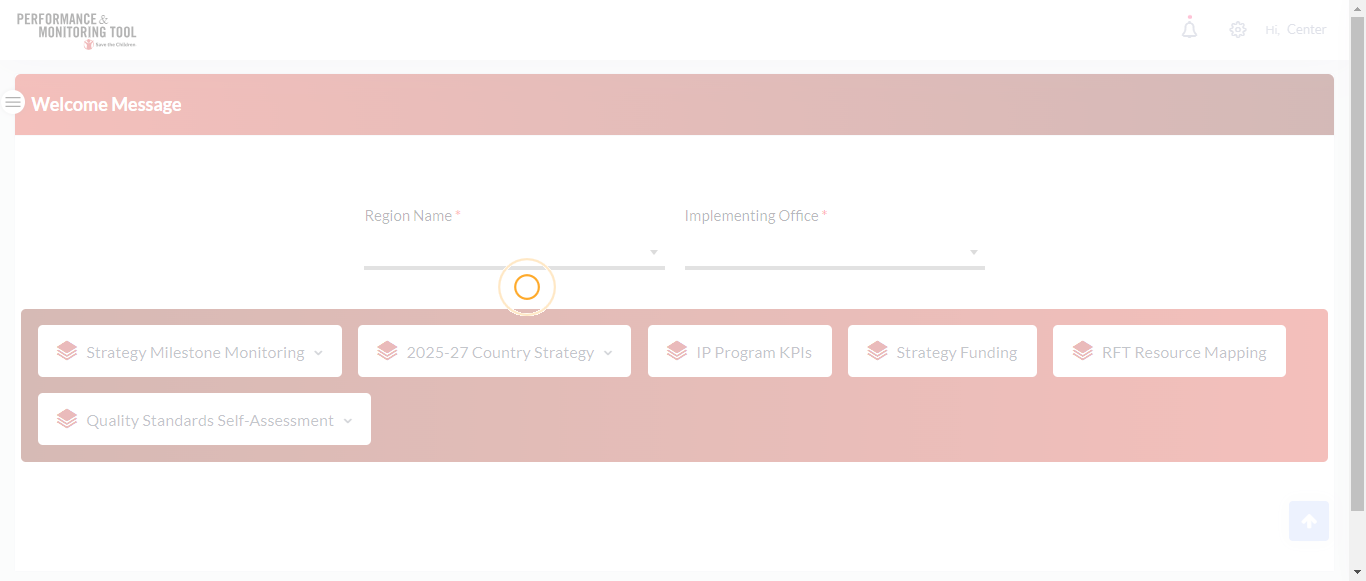 PERFORMANCE &
MONITORING TOOL
Save the Children
Hi, Center
Welcome Message
Region Name * Implementing Office *
Strategy Milestone Monitoring 2025-27 Country Strategy IP Program KPIs Strategy Funding RFT Resource Mapping
Quality Standards Self-Assessment